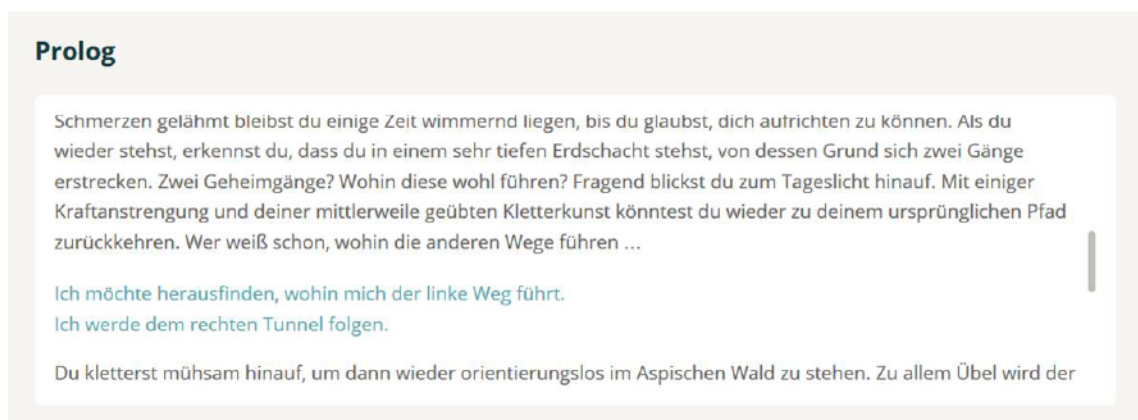 Prolog
Schmerzen gelähmt bleibst du einige Zeit wimmernd liegen, bis du glaubst, dich aufrichten zu können. Als du
wieder stehst, erkennst du, dass du in einem sehr tiefen Erdschacht stehst, von dessen Grund sich zwei Gänge
erstrecken. Zwei Geheimgänge? Wohin diese wohl führen? Fragend blickst du zum Tageslicht hinauf. Mit einiger
Kraftanstrengung und deiner mittlerweile geübten Kletterkunst könntest du wieder zu deinem ursprünglichen Pfad
zurückkehren. Wer weiß schon, wohin die anderen Wege führen …
Ich möchte herausfinden, wohin mich der linke Weg führt.
Ich werde dem rechten Tunnel folgen.
Du kletterst mühsam hinauf, um dann wieder orientierungslos im Aspischen Wald zu stehen. Zu allem Übel wird der